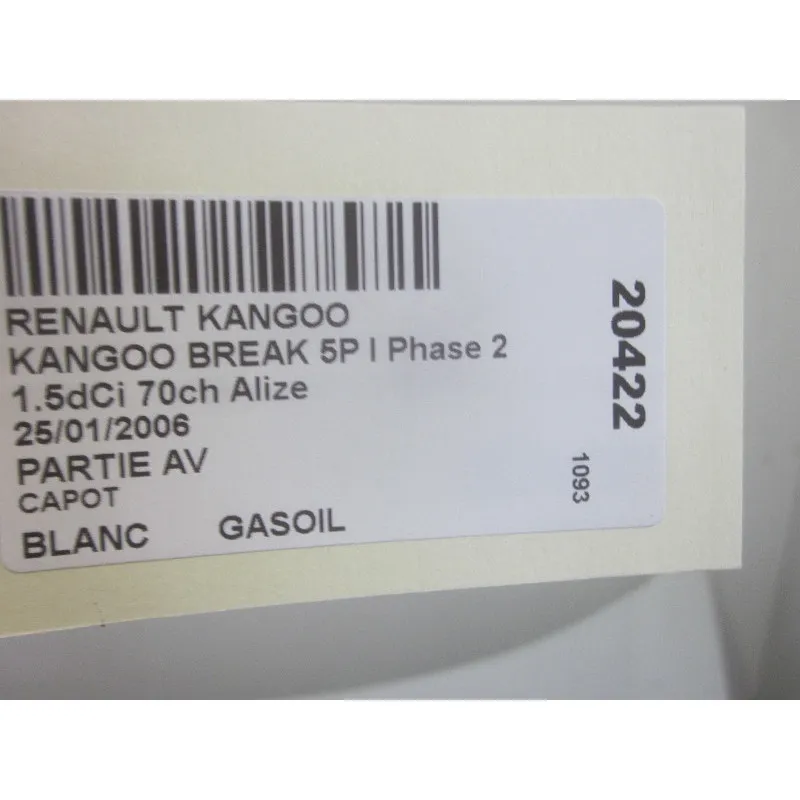 RENAULT KANGOO
KANGOO BREAK 5P I Phase 2
1.5dCi 70ch Alize
25/01/2006
PARTIE AV
CAPOT
BLANC GASOIL
20422
1093